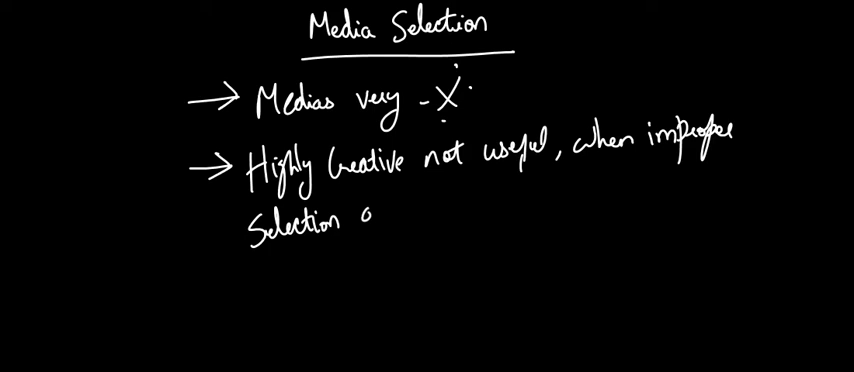 Media Selection
→ Medias very - X
→ Highly Creative not useful, when improper
Selection o